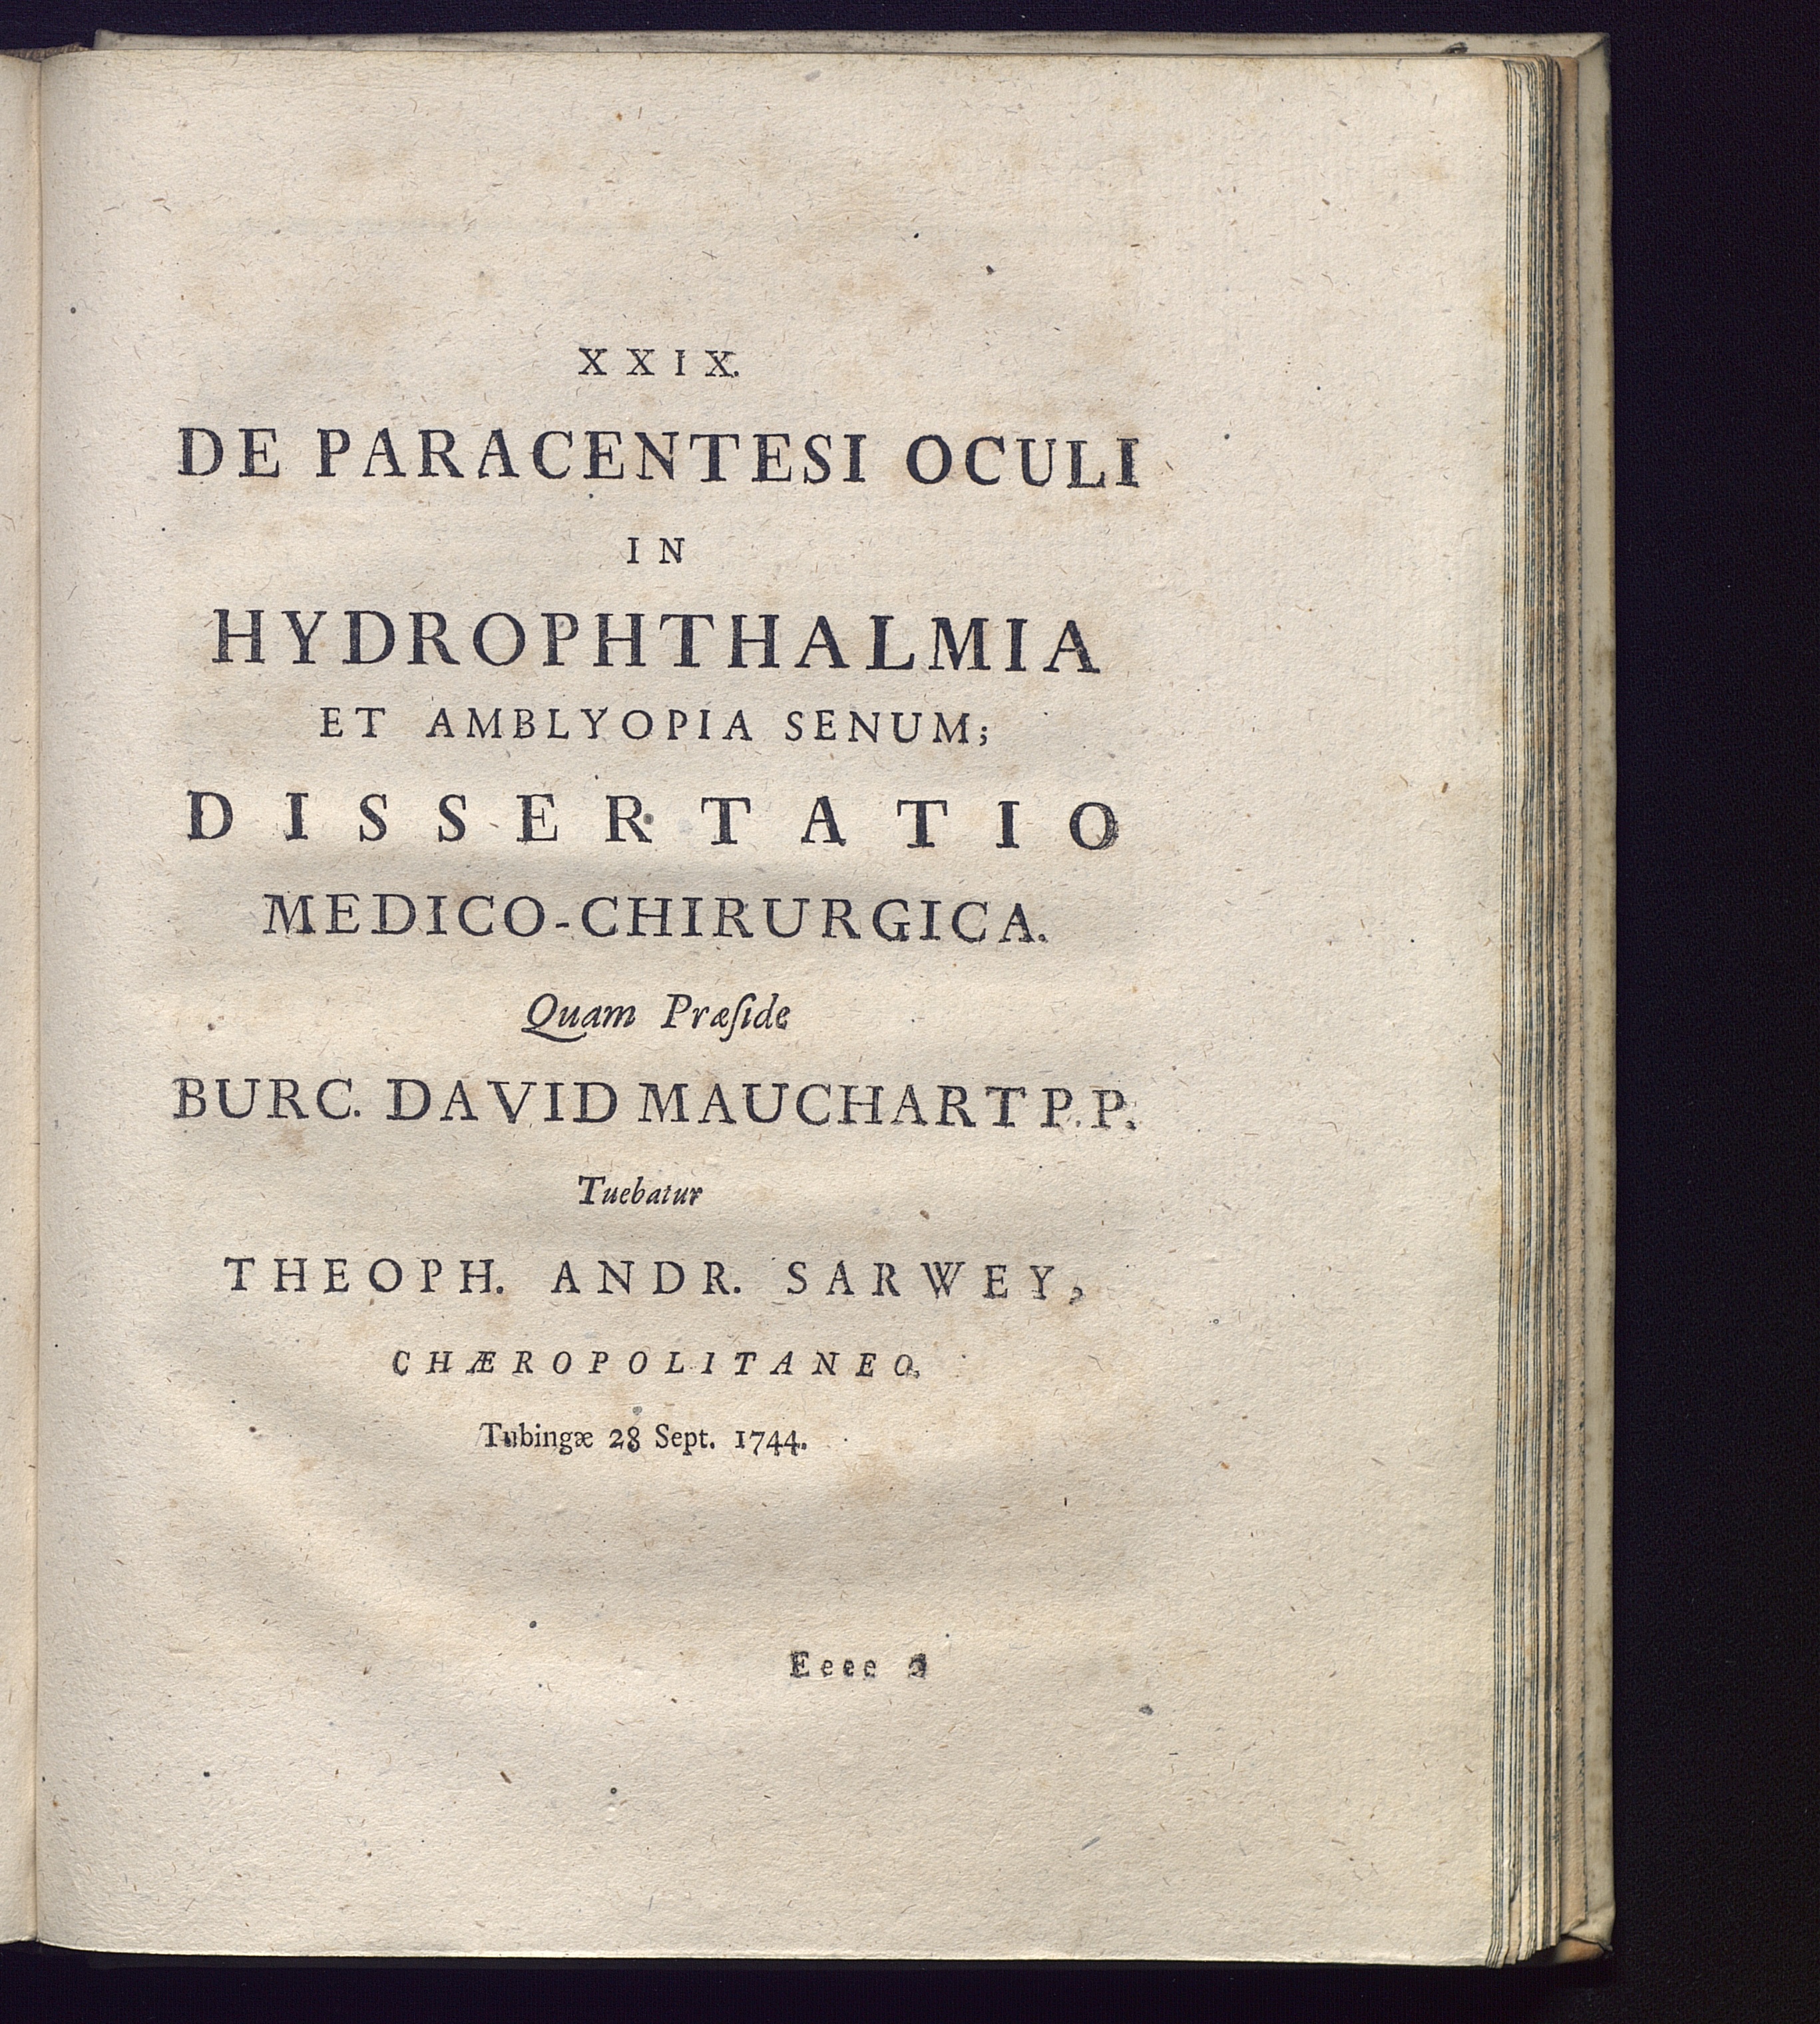 XXIX.
DE PARACENTESI OCULI
IN
HYDROPHTHALMIA
ET AMBLYOPIA SENUM;
DISSERTATIO
MEDICO-CHIRURGICA.
Quam Præſide
BURC. DAVID MAUCHART P. P.
Tuebatur
THEOPH. ANDR. SARWEY,
CHÆROPOLITANEO.
Tubingæ 28 Sept. 1744.
Eeee